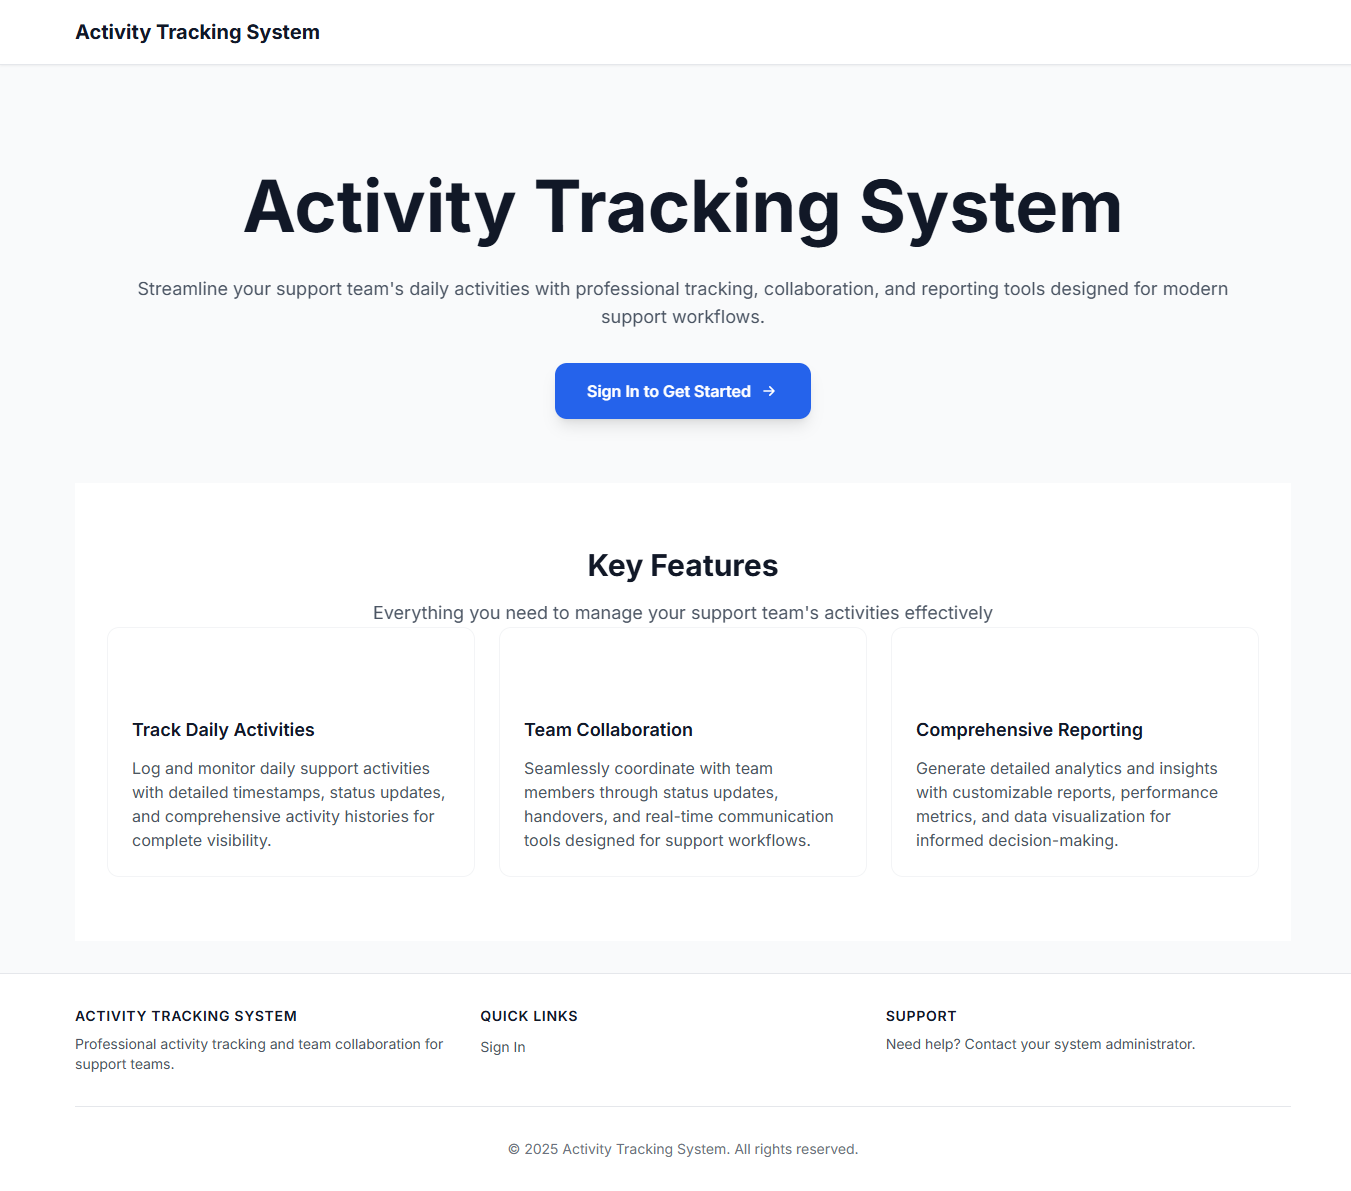 Activity Tracking System
Activity Tracking System
Streamline your support team's daily activities with professional tracking, collaboration, and reporting tools designed for modern
support workflows.
Sign In to Get Started →
Key Features
Everything you need to manage your support team's activities effectively
Track Daily Activities
Log and monitor daily support activities
with detailed timestamps, status updates,
and comprehensive activity histories for
complete visibility.
Team Collaboration
Seamlessly coordinate with team
members through status updates,
handovers, and real-time communication
tools designed for support workflows.
Comprehensive Reporting
Generate detailed analytics and insights
with customizable reports, performance
metrics, and data visualization for
informed decision-making.
ACTIVITY TRACKING SYSTEM
Professional activity tracking and team collaboration for
support teams.
QUICK LINKS
Sign In
SUPPORT
Need help? Contact your system administrator.
© 2025 Activity Tracking System. All rights reserved.